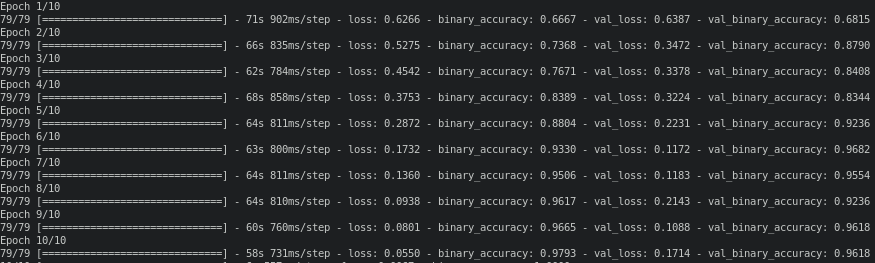 Epoch 1/10
79/79 [==============================] - 71s 902ms/step - loss: 0.6266 - binary_accuracy: 0.6667 - val_loss: 0.6387 - val_binary_accuracy: 0.6815
Epoch 2/10
79/79 [==============================] - 66s 835ms/step - loss: 0.5275 - binary_accuracy: 0.7368 - val_loss: 0.3472 - val_binary_accuracy: 0.8790
Epoch 3/10
79/79 [==============================] - 62s 784ms/step - loss: 0.4542 - binary_accuracy: 0.7671 - val_loss: 0.3378 - val_binary_accuracy: 0.8408
Epoch 4/10
79/79 [==============================] - 68s 858ms/step - loss: 0.3753 - binary_accuracy: 0.8389 - val_loss: 0.3224 - val_binary_accuracy: 0.8344
Epoch 5/10
79/79 [==============================] - 64s 811ms/step - loss: 0.2872 - binary_accuracy: 0.8804 - val_loss: 0.2231 - val_binary_accuracy: 0.9236
Epoch 6/10
79/79 [==============================] - 63s 800ms/step - loss: 0.1732 - binary_accuracy: 0.9330 - val_loss: 0.1172 - val_binary_accuracy: 0.9682
Epoch 7/10
79/79 [==============================] - 64s 811ms/step - loss: 0.1360 - binary_accuracy: 0.9506 - val_loss: 0.1183 - val_binary_accuracy: 0.9554
Epoch 8/10
79/79 [==============================] - 64s 810ms/step - loss: 0.0938 - binary_accuracy: 0.9617 - val_loss: 0.2143 - val_binary_accuracy: 0.9236
Epoch 9/10
79/79 [==============================] - 60s 760ms/step - loss: 0.0801 - binary_accuracy: 0.9665 - val_loss: 0.1088 - val_binary_accuracy: 0.9618
Epoch 10/10
79/79 [==============================] - 58s 731ms/step - loss: 0.0550 - binary_accuracy: 0.9793 - val_loss: 0.1714 - val_binary_accuracy: 0.9618